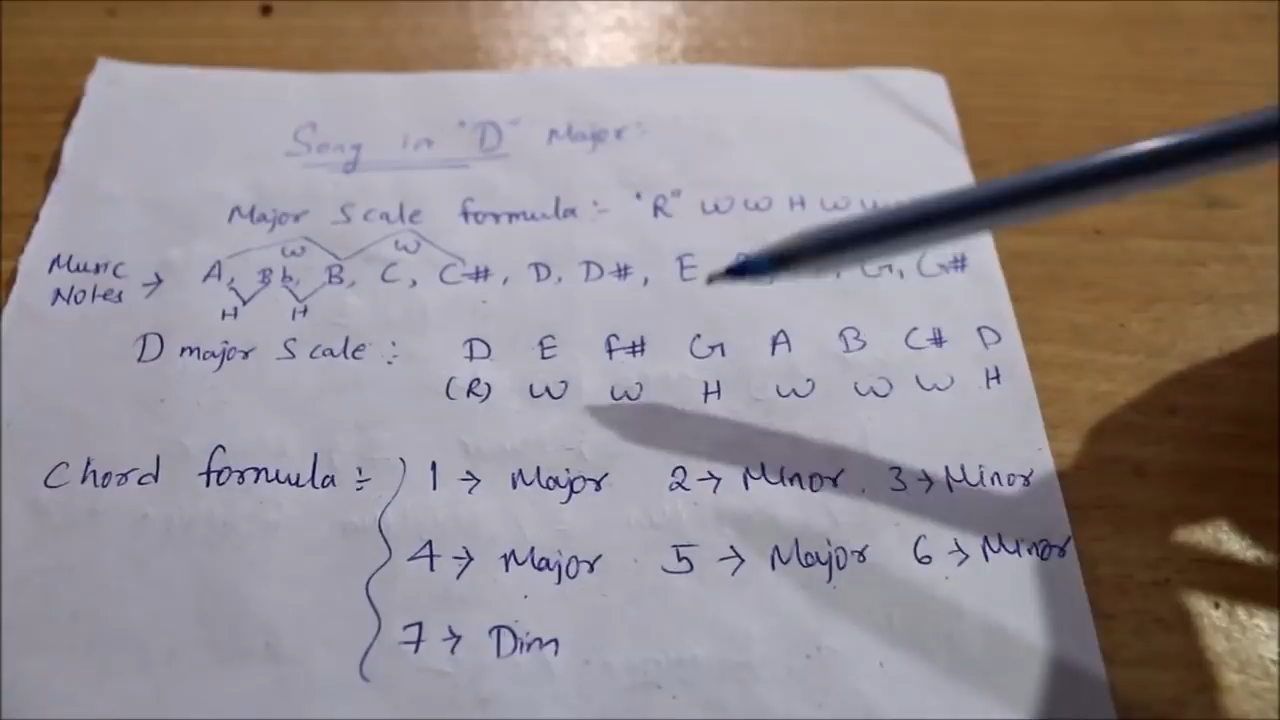 Song in "D" Major:
Major Scale formula:- "R" W W H W W
W W
Music Notes → A, Bb, B, C, C#, D, D#, E, G, G#
H H
D major Scale : D E F# G A B C# D
(R) W W H W W W H
Chord formula :- 1 → Major 2 → Minor. 3 → Minor
4 → Major 5 → Major 6 → Minor
7 → Dim